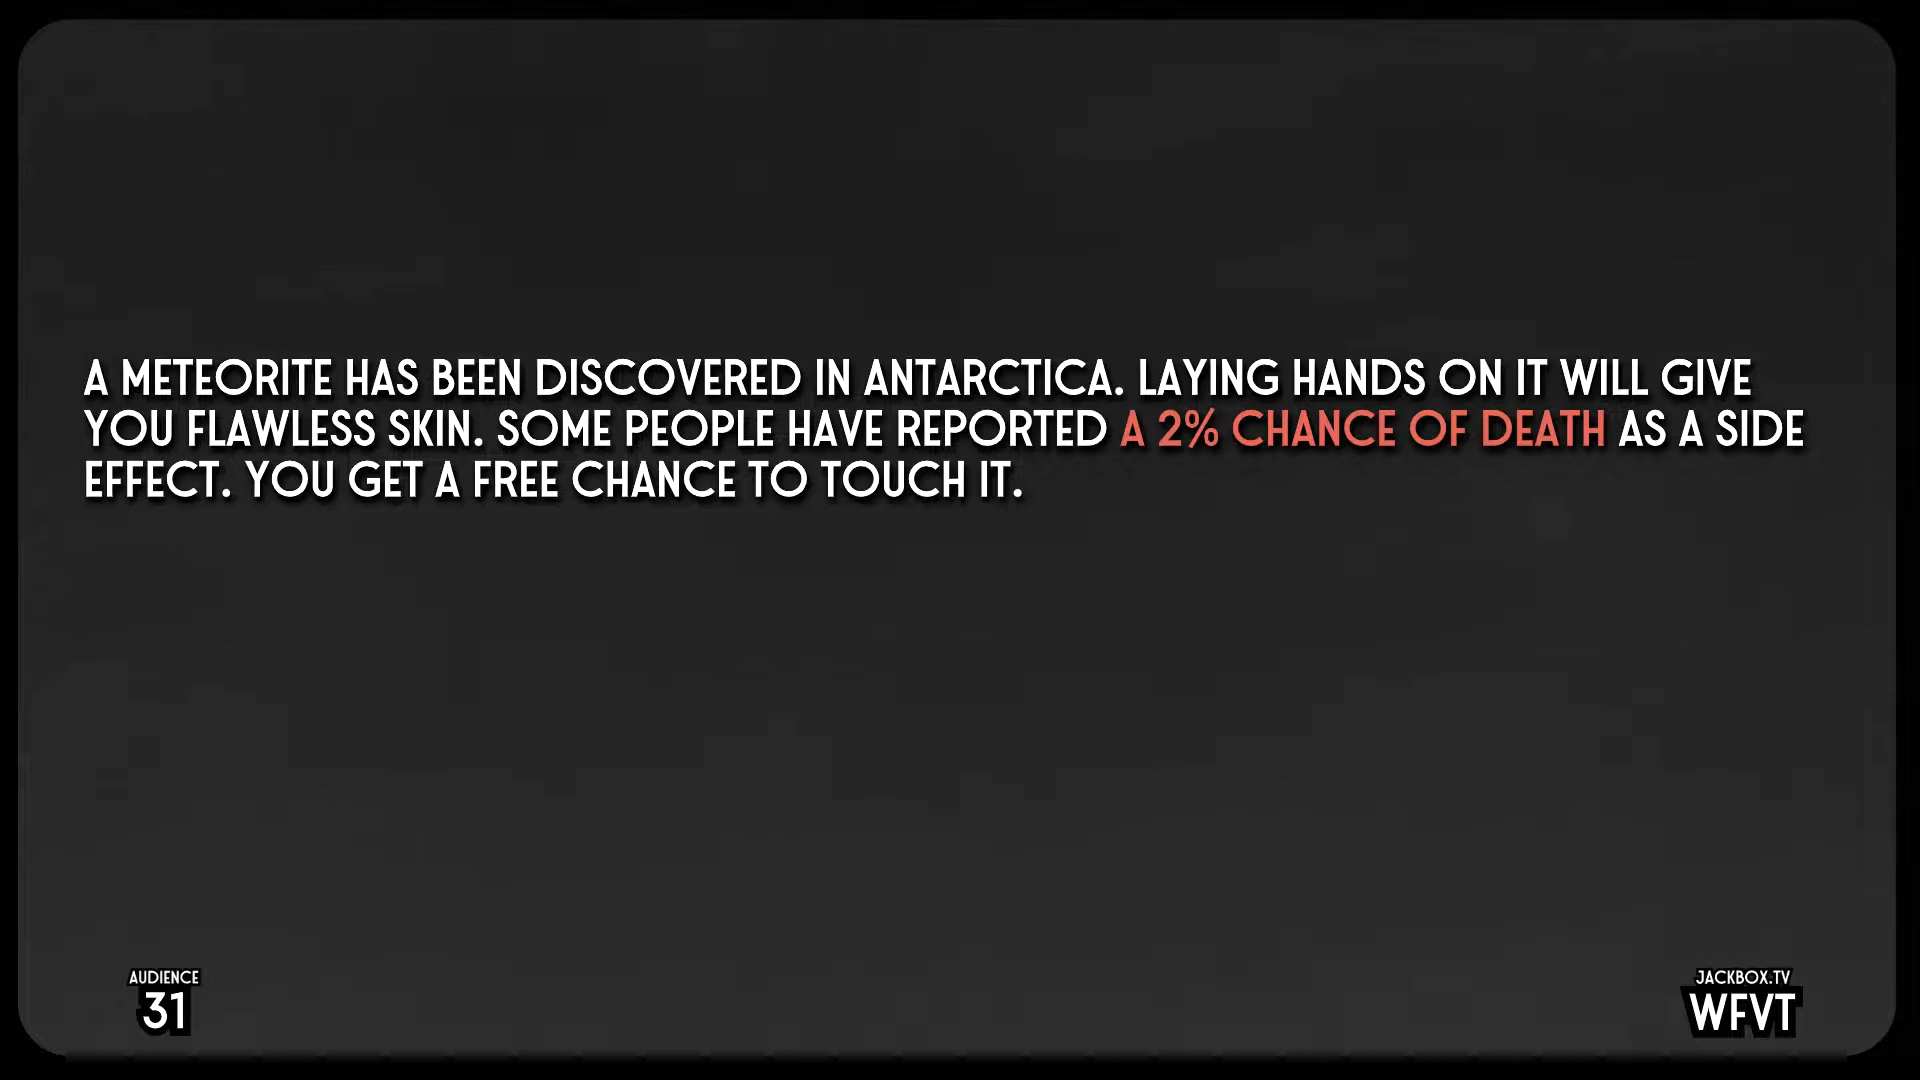 A METEORITE HAS BEEN DISCOVERED IN ANTARCTICA. LAYING HANDS ON IT WILL GIVE
YOU FLAWLESS SKIN. SOME PEOPLE HAVE REPORTED A 2% CHANCE OF DEATH AS A SIDE
EFFECT. YOU GET A FREE CHANCE TO TOUCH IT.
AUDIENCE
31
JACKBOX.TV
WFVT